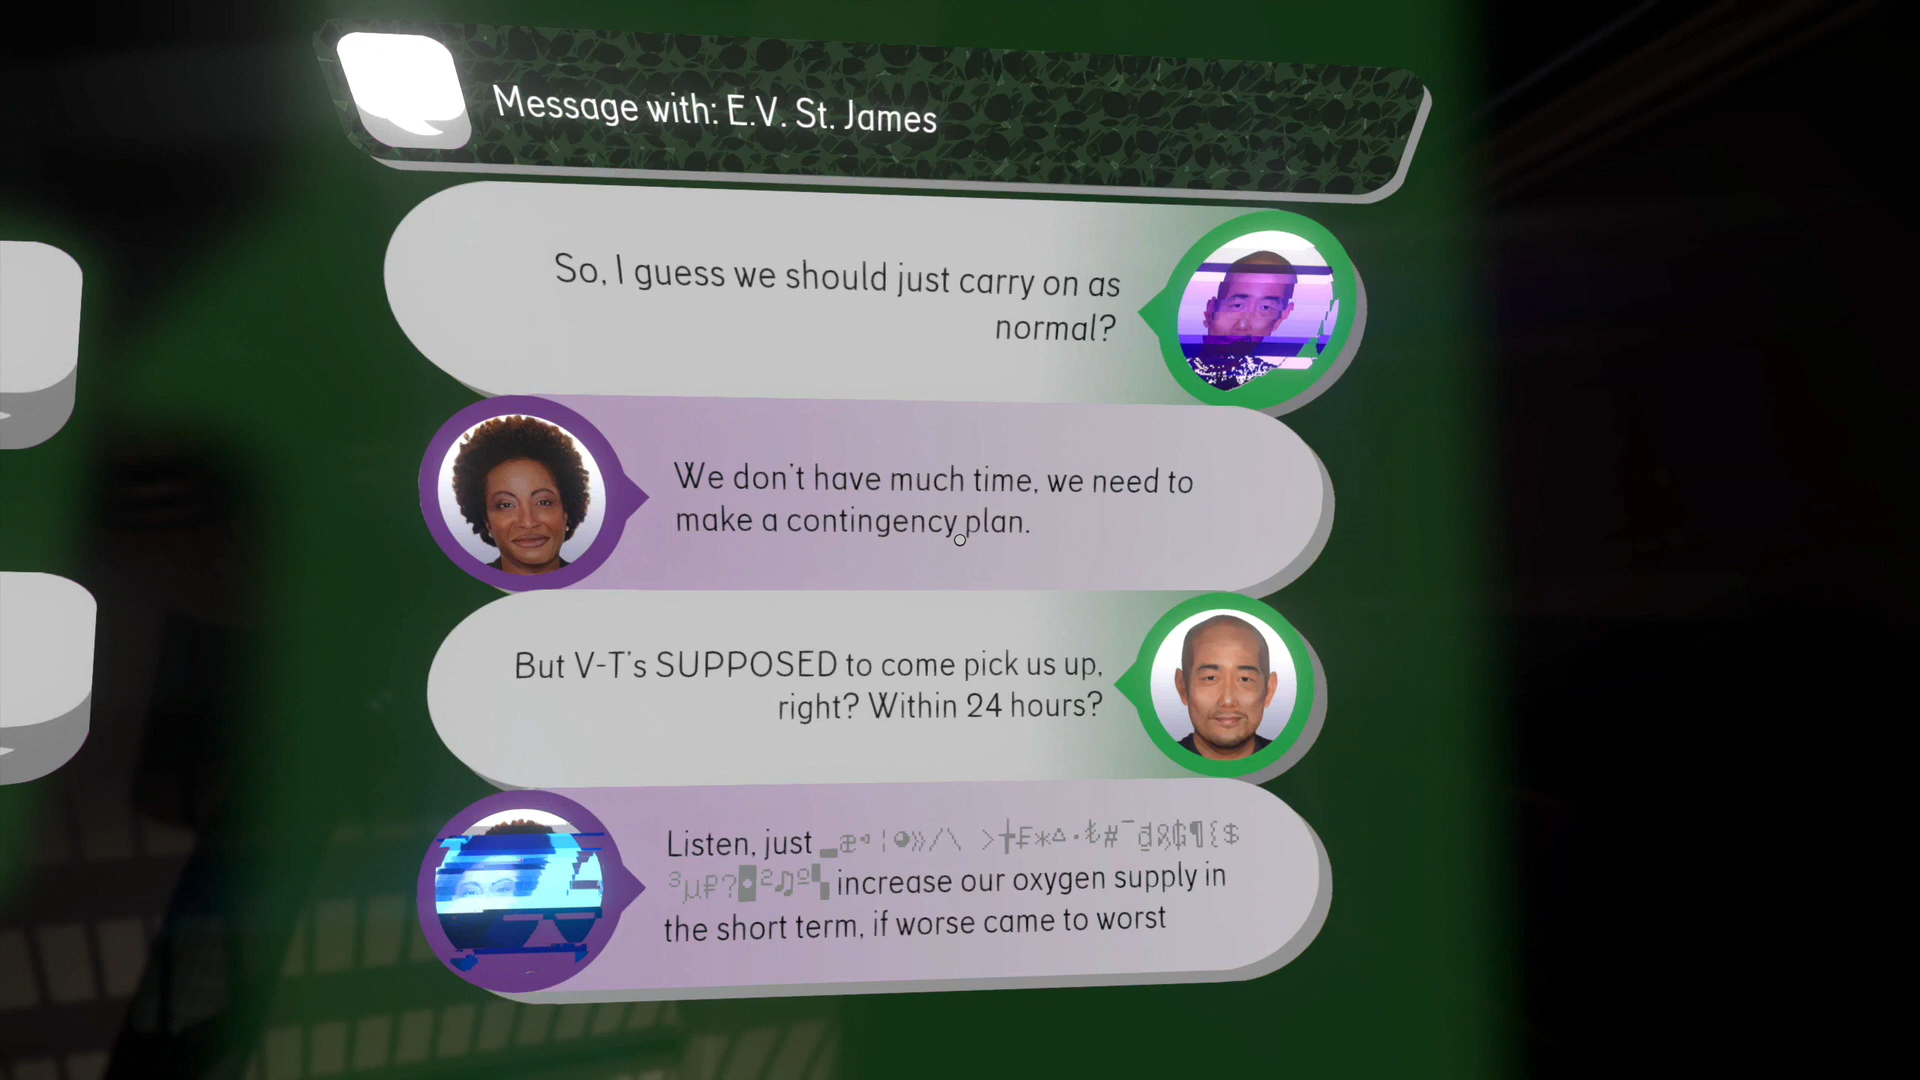 Message with: E.V. St. James
So, I guess we should just carry on as
normal?
We don't have much time, we need to
make a contingency plan.
But V-T's SUPPOSED to come pick us up,
right? Within 24 hours?
Listen, just
increase our oxygen supply in
the short term, if worse came to worst